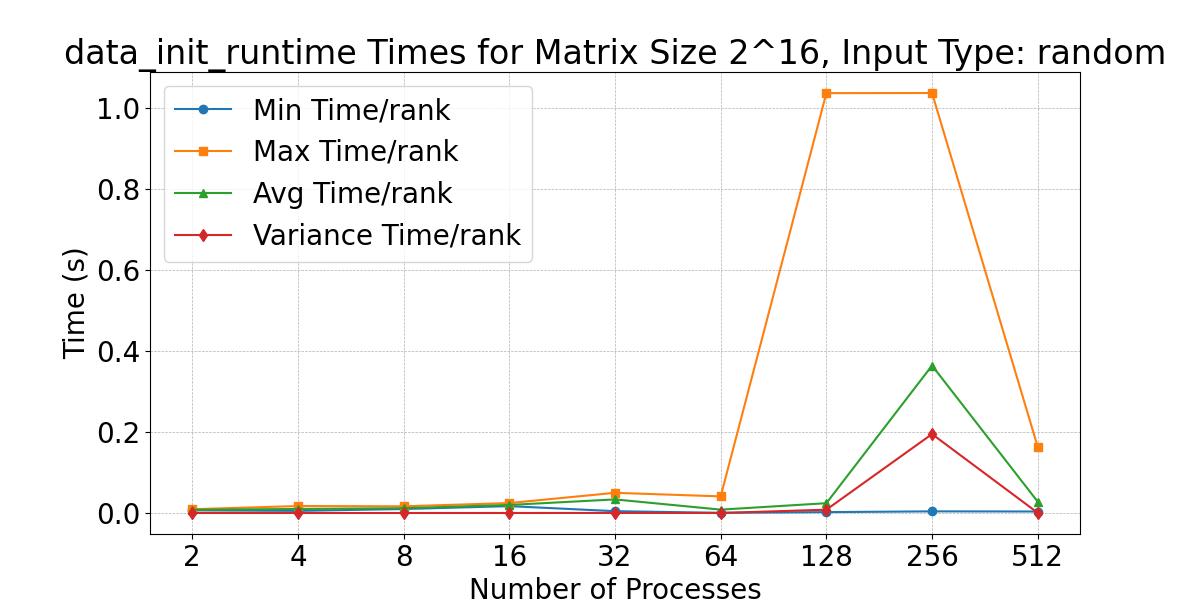 data_init_runtime Times for Matrix Size 2^16, Input Type: random
Min Time/rank
Max Time/rank
Avg Time/rank
Variance Time/rank
Time (s)
1.0
0.8
0.6
0.4
0.2
0.0
2 4 8 16 32 64 128 256 512
Number of Processes